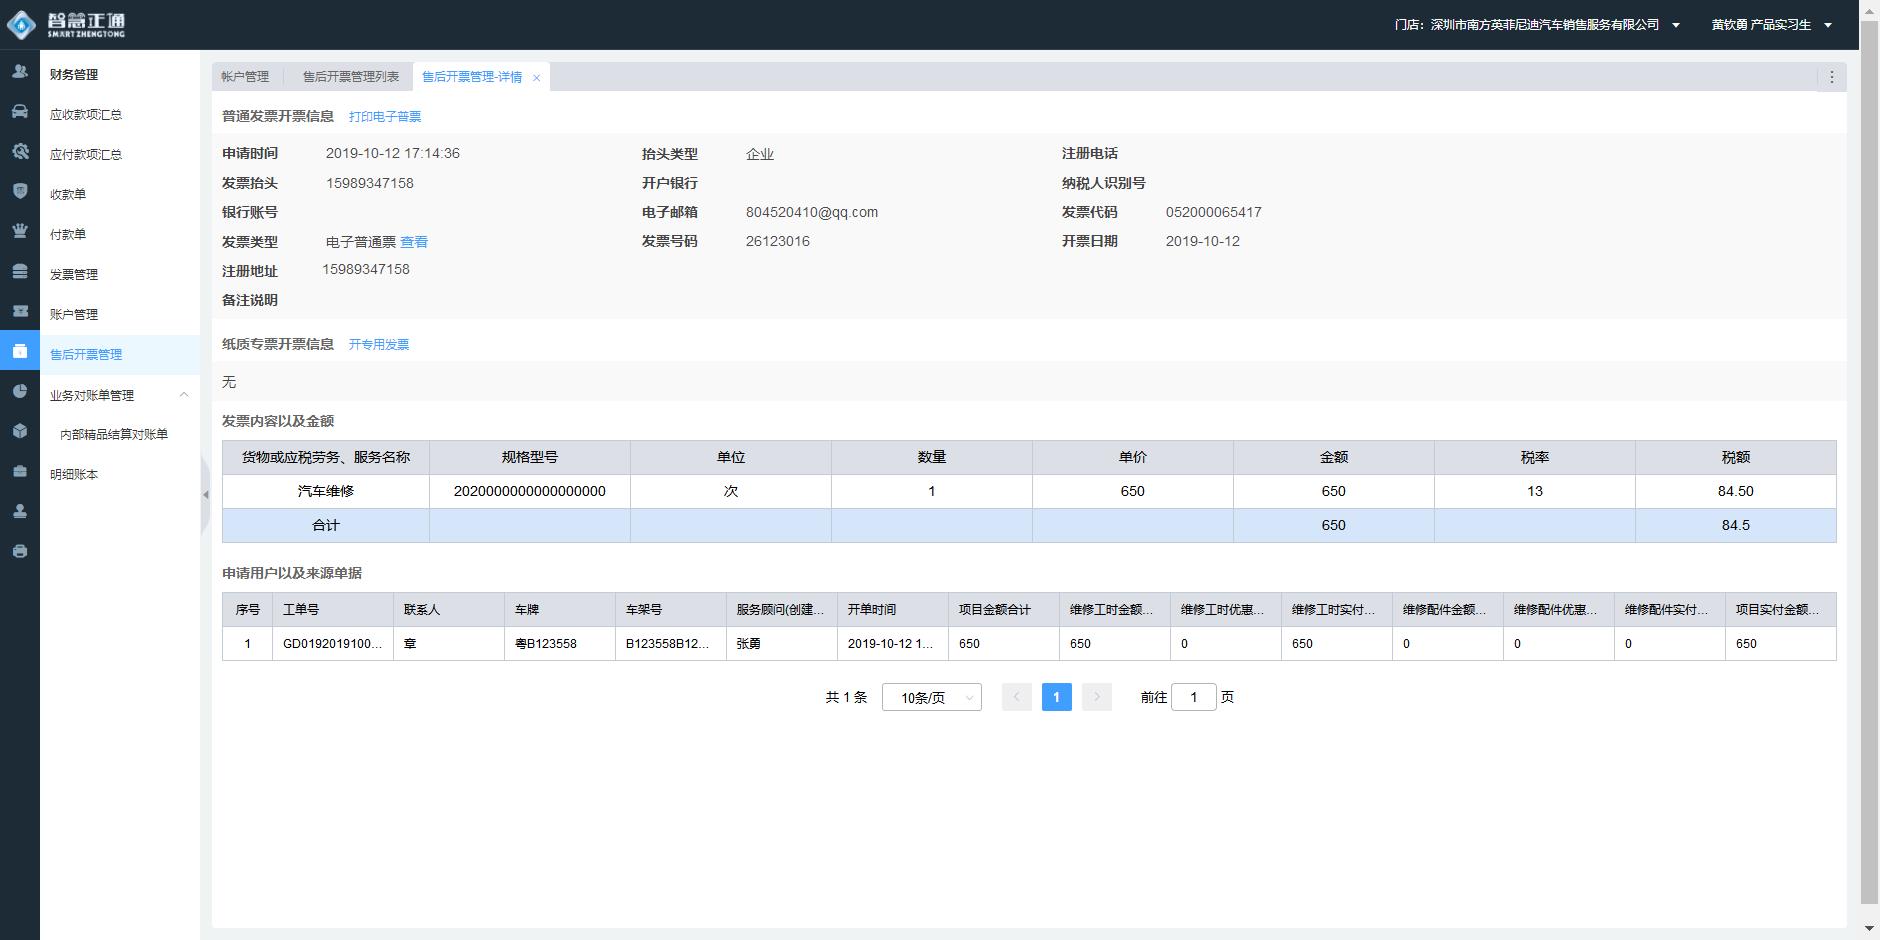 智慧正通
SMART ZHENGTONG
门店：深圳市南方英菲尼迪汽车销售服务有限公司
黄钦勇 产品实习生
财务管理
应收款项汇总
应付款项汇总
收款单
付款单
发票管理
账户管理
售后开票管理
业务对账单管理
内部精品结算对账单
明细账本
帐户管理 售后开票管理列表 售后开票管理-详情 ×
普通发票开票信息 打印电子普票
申请时间 2019-10-12 17:14:36 抬头类型 企业 注册电话
发票抬头 15989347158 开户银行 纳税人识别号
银行账号 电子邮箱 804520410@qq.com 发票代码 052000065417
发票类型 电子普通票 查看 发票号码 26123016 开票日期 2019-10-12
注册地址 15989347158
备注说明
纸质专票开票信息 开专用发票
无
发票内容以及金额
货物或应税劳务、服务名称 规格型号 单位 数量 单价 金额 税率 税额
汽车维修 2020000000000000000 次 1 650 650 13 84.50
合计 650 84.5
申请用户以及来源单据
序号 工单号 联系人 车牌 车架号 服务顾问(创建... 开单时间 项目金额合计 维修工时金额... 维修工时优惠... 维修工时实付... 维修配件金额... 维修配件优惠... 维修配件实付... 项目实付金额...
1 GD0192019100... 章 粤B123558 B123558B12... 张勇 2019-10-12 1... 650 650 0 650 0 0 0 650
共 1 条 10条/页 < 1 > 前往 1 页